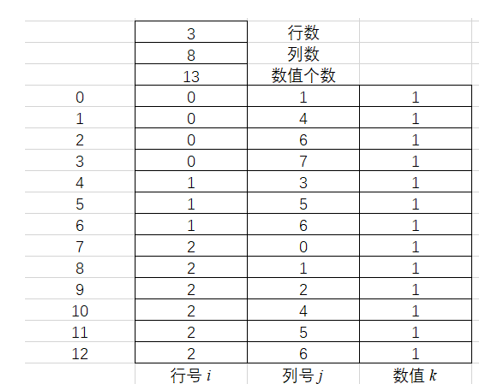 3 行数
8 列数
13 数值个数
0 0 1 1
1 0 4 1
2 0 6 1
3 0 7 1
4 1 3 1
5 1 5 1
6 1 6 1
7 2 0 1
8 2 1 1
9 2 2 1
10 2 4 1
11 2 5 1
12 2 6 1
行号 i 列号 j 数值 k